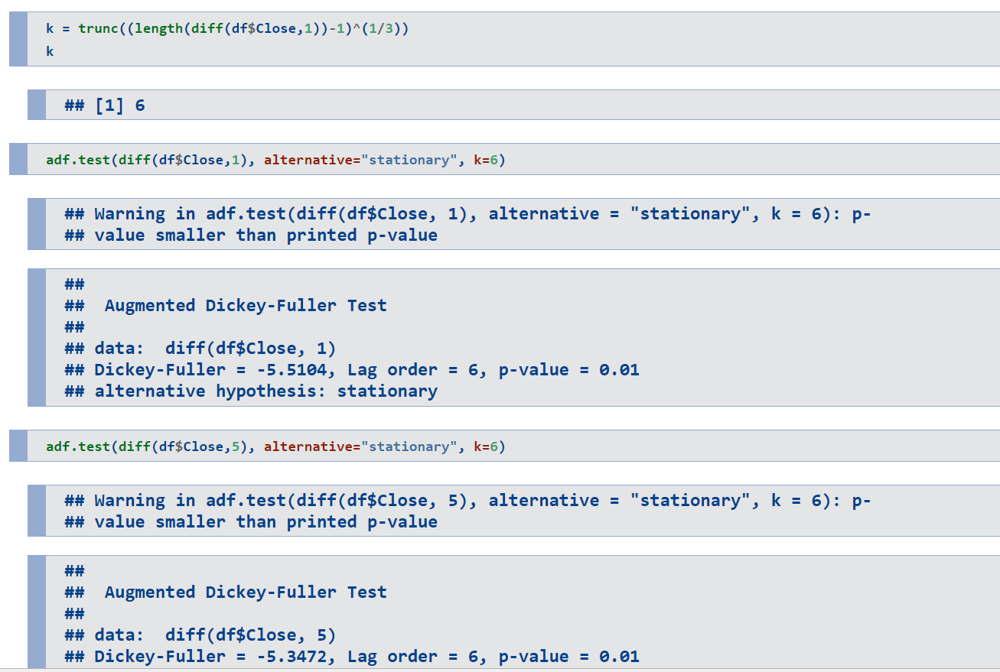 k = trunc((length(diff(df$Close,1))-1)^(1/3))
k
## [1] 6
adf.test(diff(df$Close,1), alternative="stationary", k=6)
## Warning in adf.test(diff(df$Close, 1), alternative = "stationary", k = 6): p-
## value smaller than printed p-value
##
##  Augmented Dickey-Fuller Test
##
## data:  diff(df$Close, 1)
## Dickey-Fuller = -5.5104, Lag order = 6, p-value = 0.01
## alternative hypothesis: stationary
adf.test(diff(df$Close,5), alternative="stationary", k=6)
## Warning in adf.test(diff(df$Close, 5), alternative = "stationary", k = 6): p-
## value smaller than printed p-value
##
##  Augmented Dickey-Fuller Test
##
## data:  diff(df$Close, 5)
## Dickey-Fuller = -5.3472, Lag order = 6, p-value = 0.01